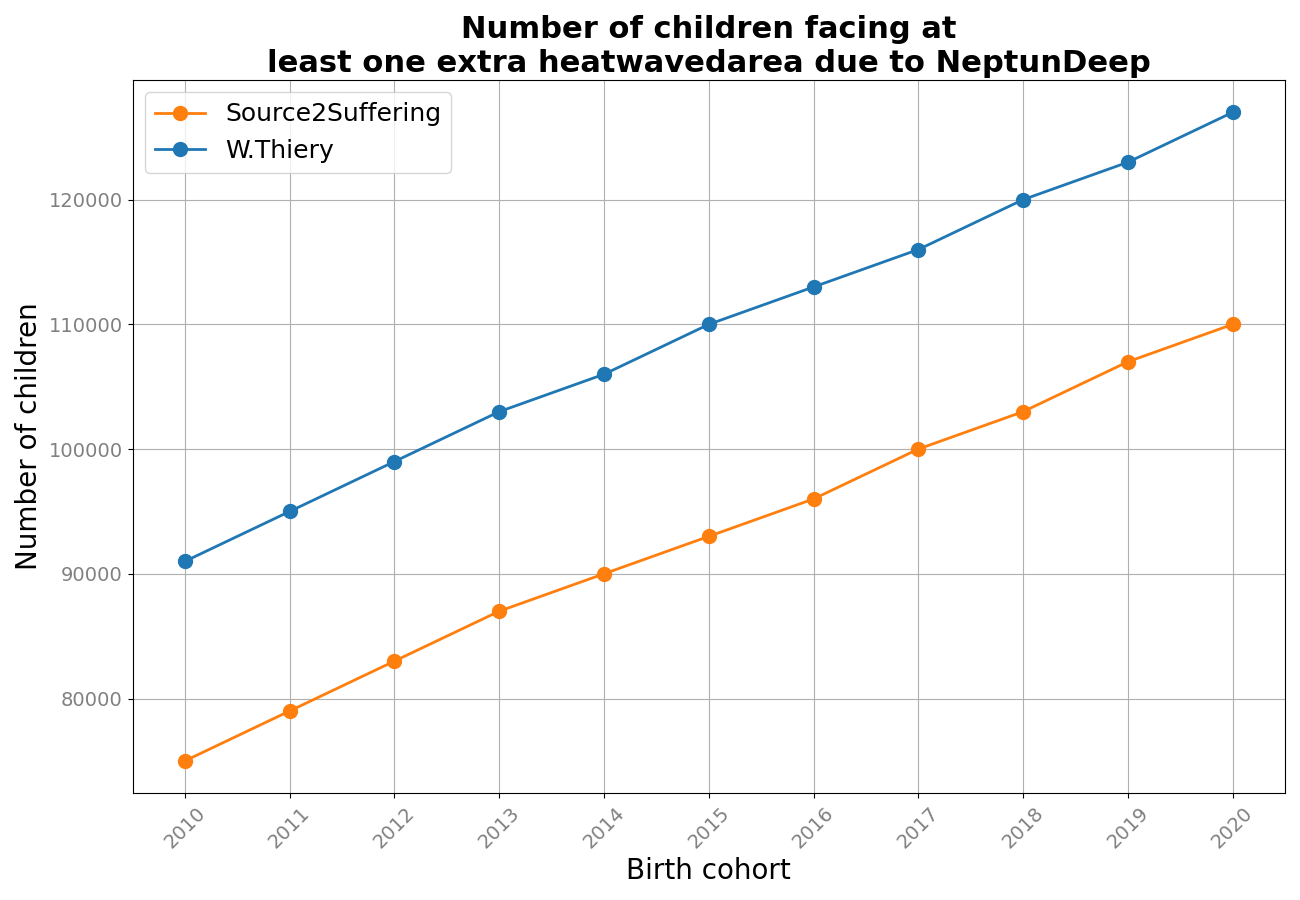 Number of children facing at
least one extra heatwavedarea due to NeptunDeep
Source2Suffering
W.Thiery
Number of children
120000
110000
100000
90000
80000
2010
2011
2012
2013
2014
2015
2016
2017
2018
2019
2020
Birth cohort